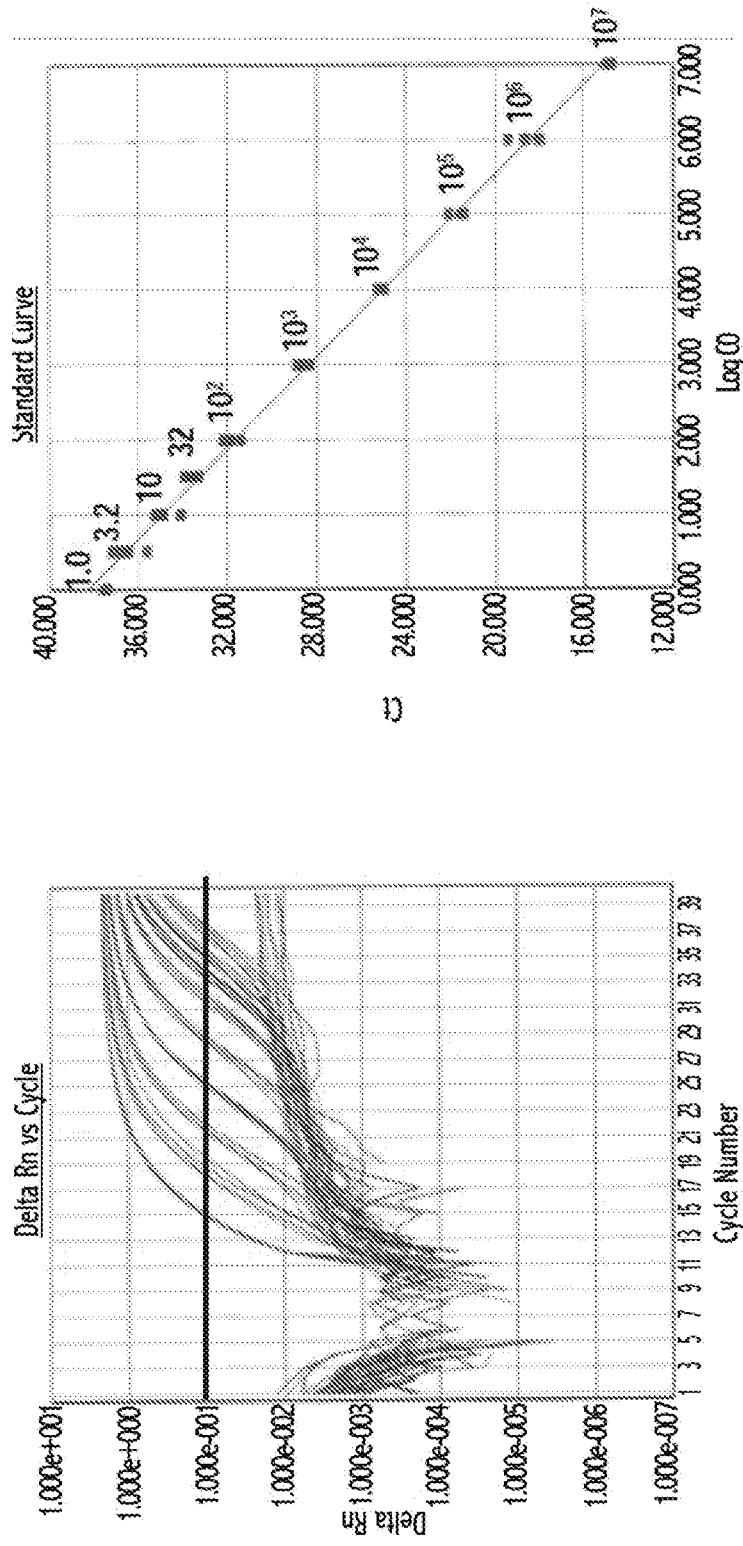 Delta Rn vs Cycle
1.000e+001
1.000e+000
1.000e-001
1.000e-002
1.000e-003
1.000e-004
1.000e-005
1.000e-006
1.000e-007
Delta Rn
1 3 5 7 9 11 13 15 17 19 21 23 25 27 29 31 33 35 37 39
Cycle Number
Standard Curve
40.000
36.000
32.000
28.000
24.000
20.000
16.000
12.000
Ct
1.0
3.2
10
32
10²
10³
10⁴
10⁵
10⁶
10⁷
0.000 1.000 2.000 3.000 4.000 5.000 6.000 7.000
Log C0